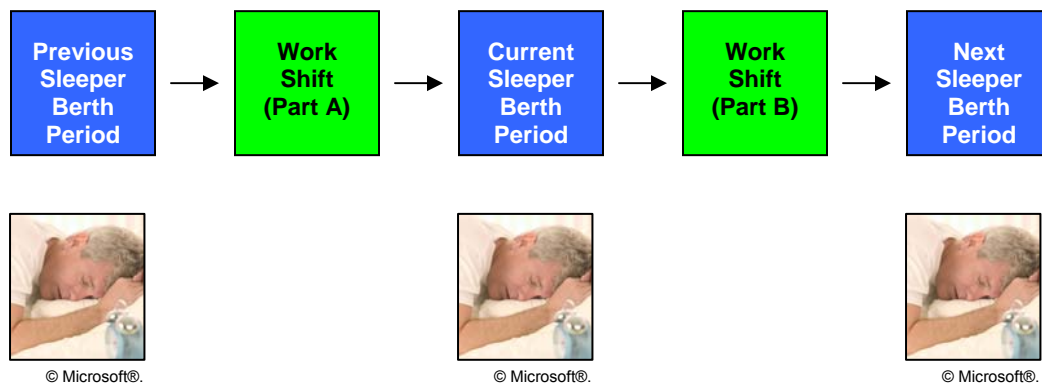 Previous
Sleeper
Berth
Period
Work
Shift
(Part A)
Current
Sleeper
Berth
Period
Work
Shift
(Part B)
Next
Sleeper
Berth
Period
© Microsoft®.
© Microsoft®.
© Microsoft®.